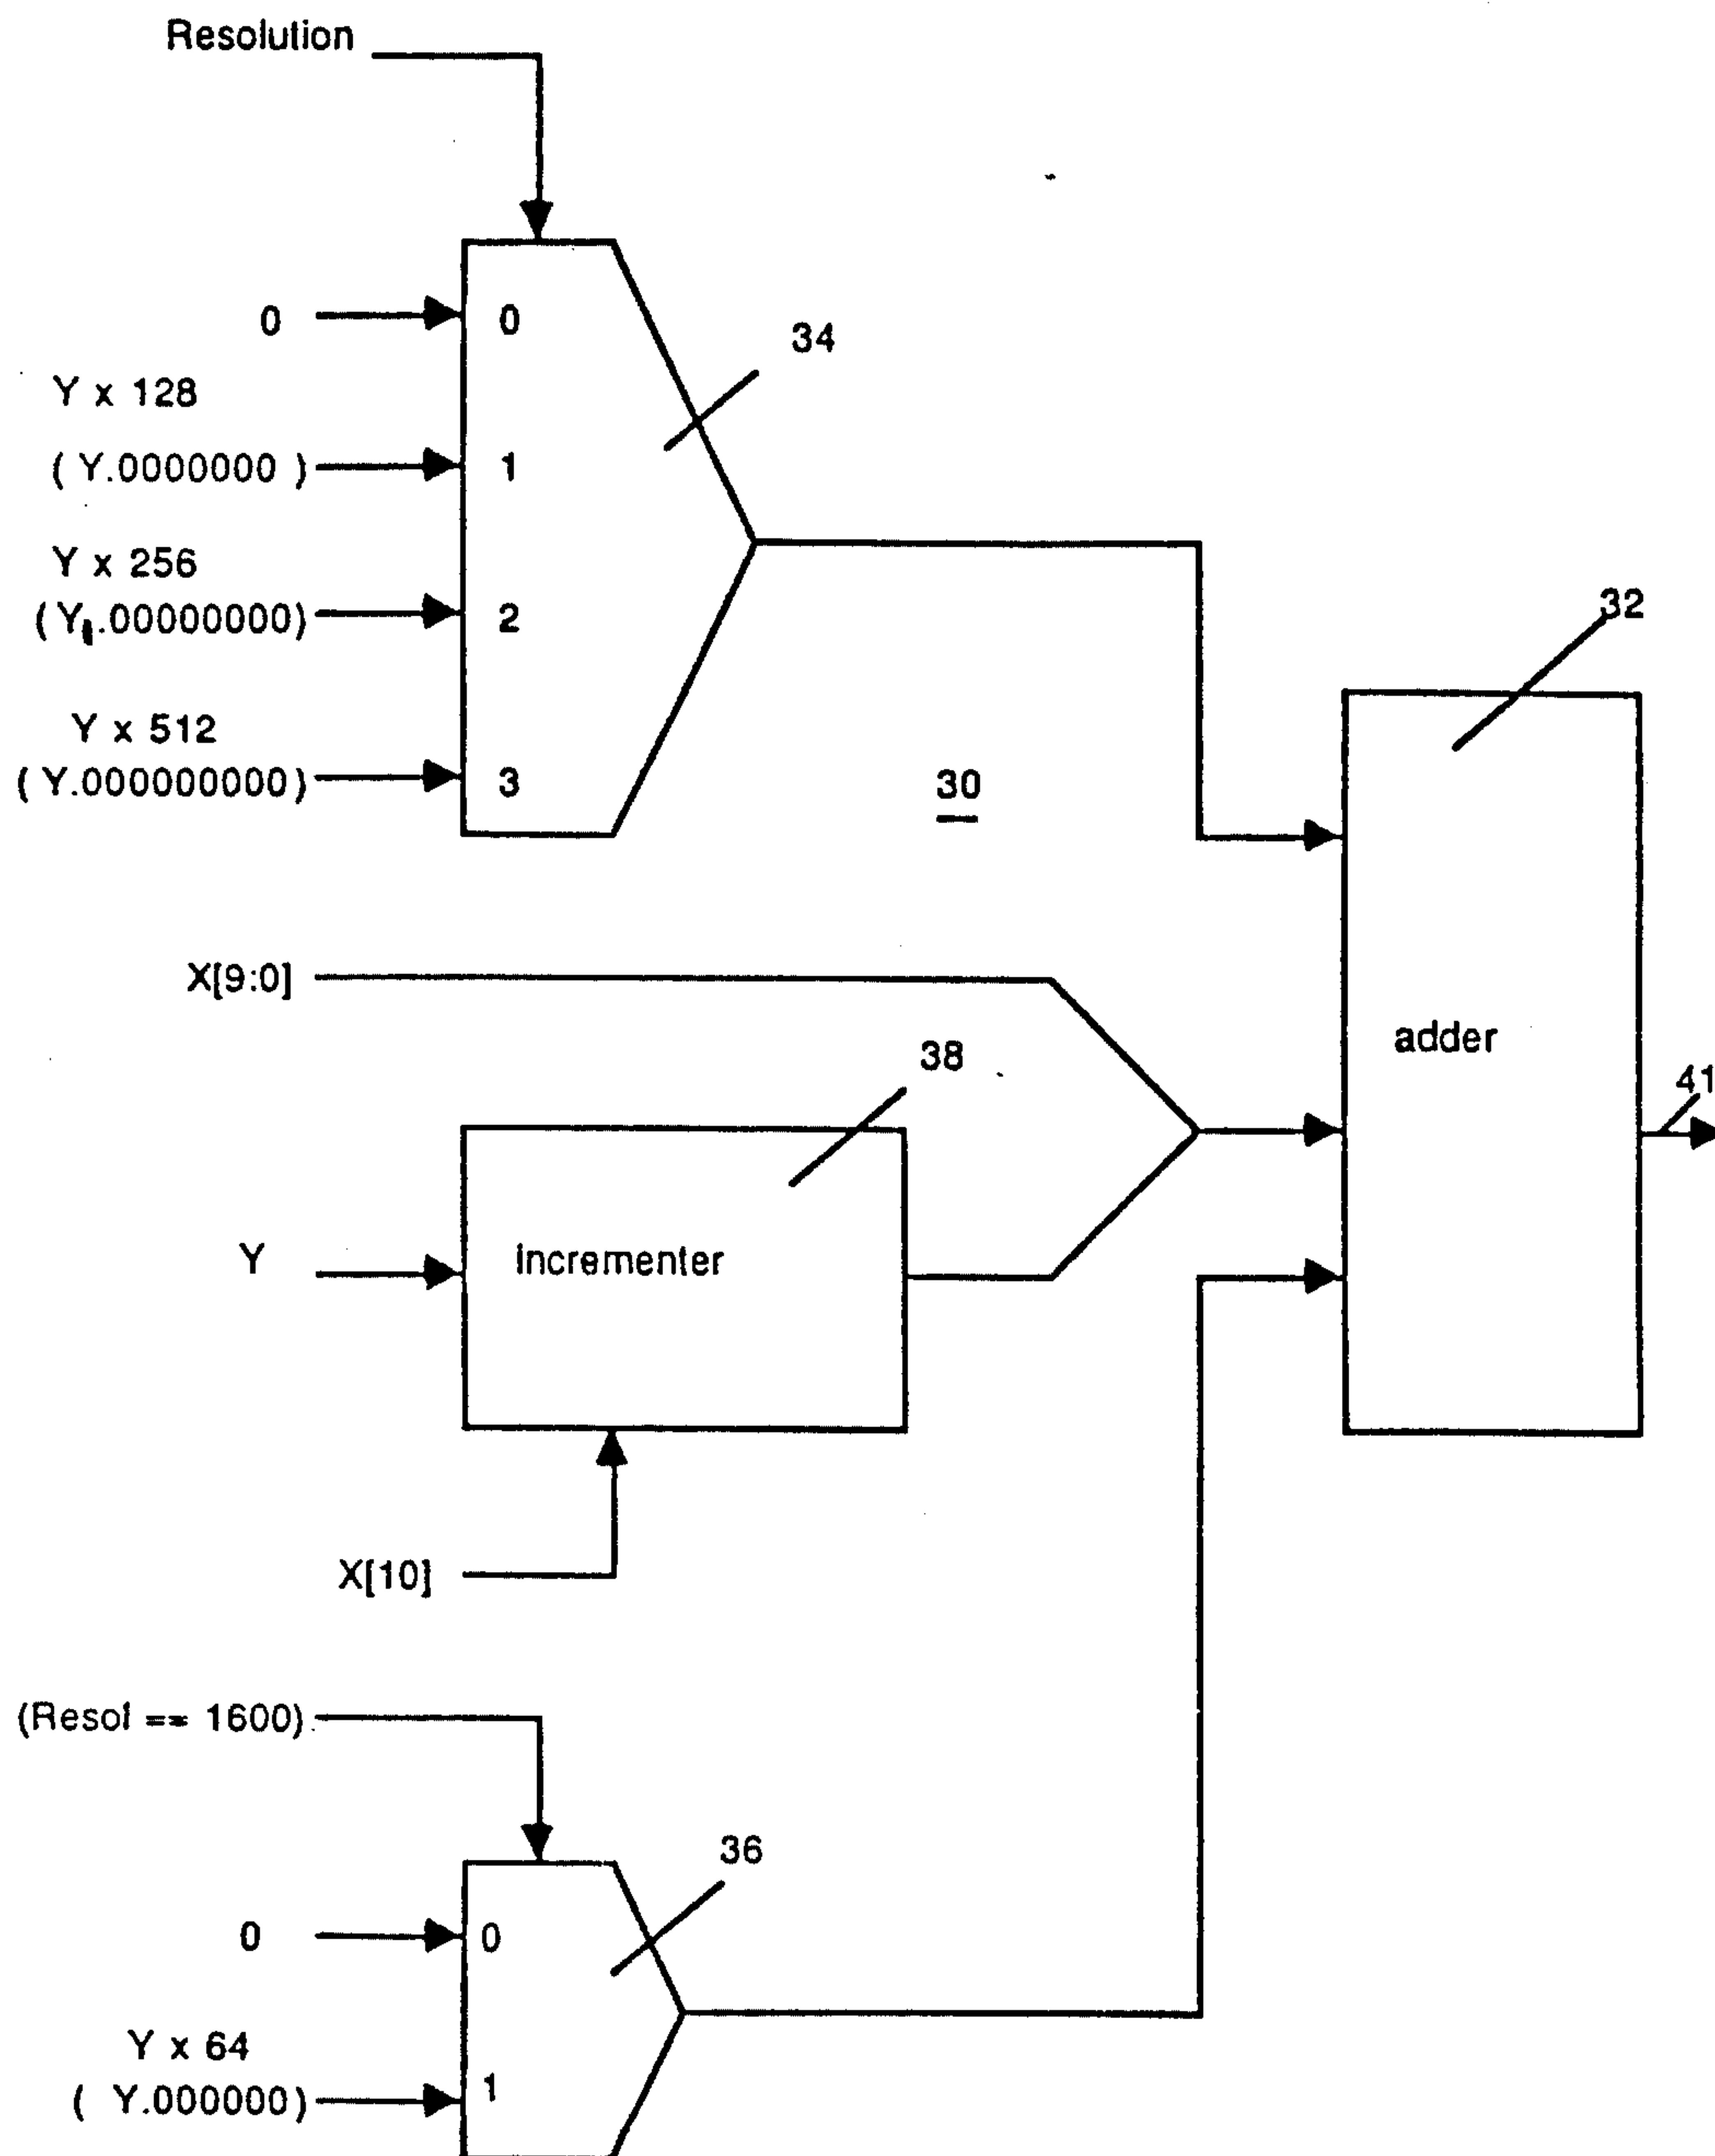 Resolution
0
0
34
Y x 128
( Y.0000000 )
1
Y x 256
(Y.00000000)
2
32
Y x 512
( Y.000000000)
3
30
X[9:0]
adder
38
41
Y
incrementer
X[10]
(Resol == 1600)
36
0
0
Y x 64
( Y.000000)
1